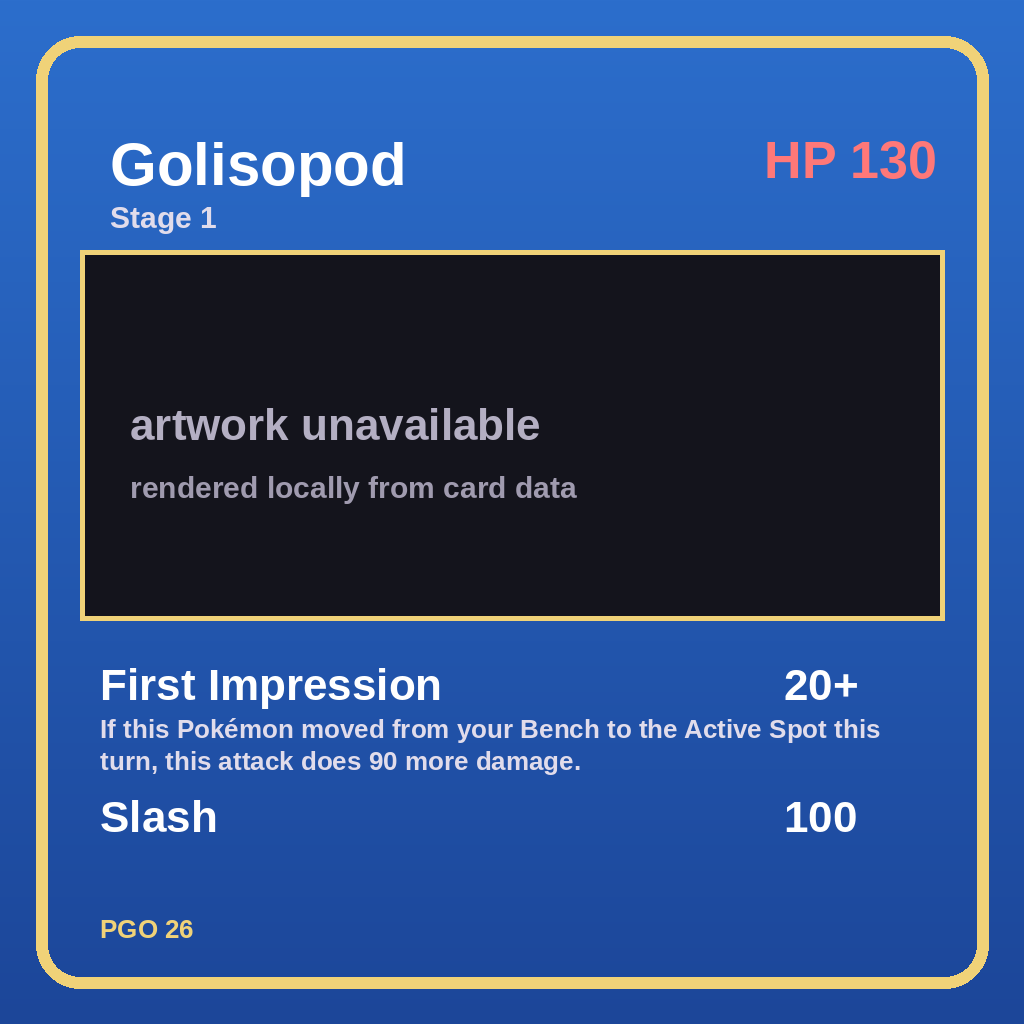 Golisopod
HP 130
Stage 1
artwork unavailable
rendered locally from card data
First Impression
20+
If this Pokémon moved from your Bench to the Active Spot this
turn, this attack does 90 more damage.
Slash
100
PGO 26